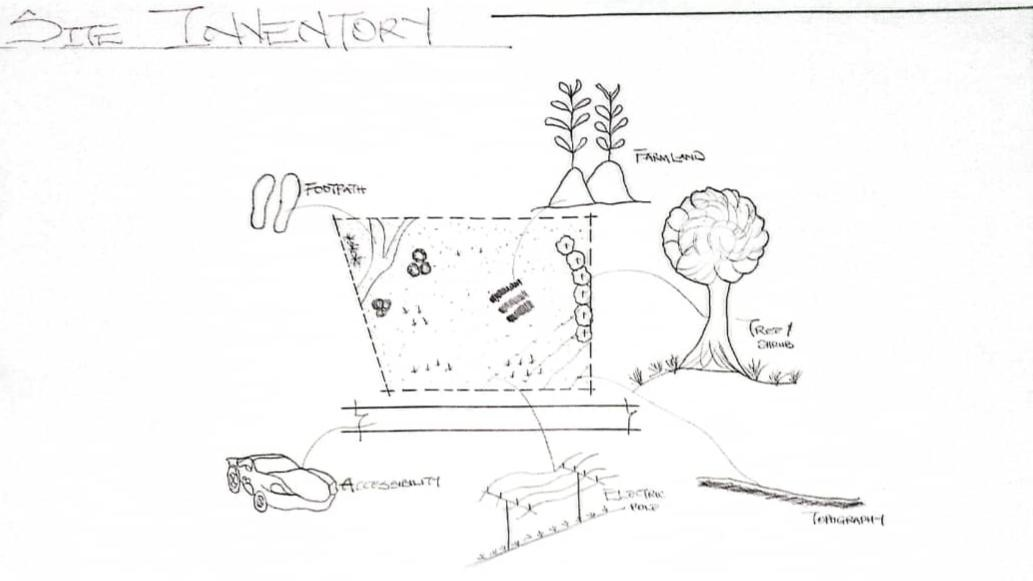 SITE INVENTORY
FARMLAND
FOOTPATH
TREE/
SHRUB
ACCESSIBILITY
ELECTRIC
POLE
TOPOGRAPHY